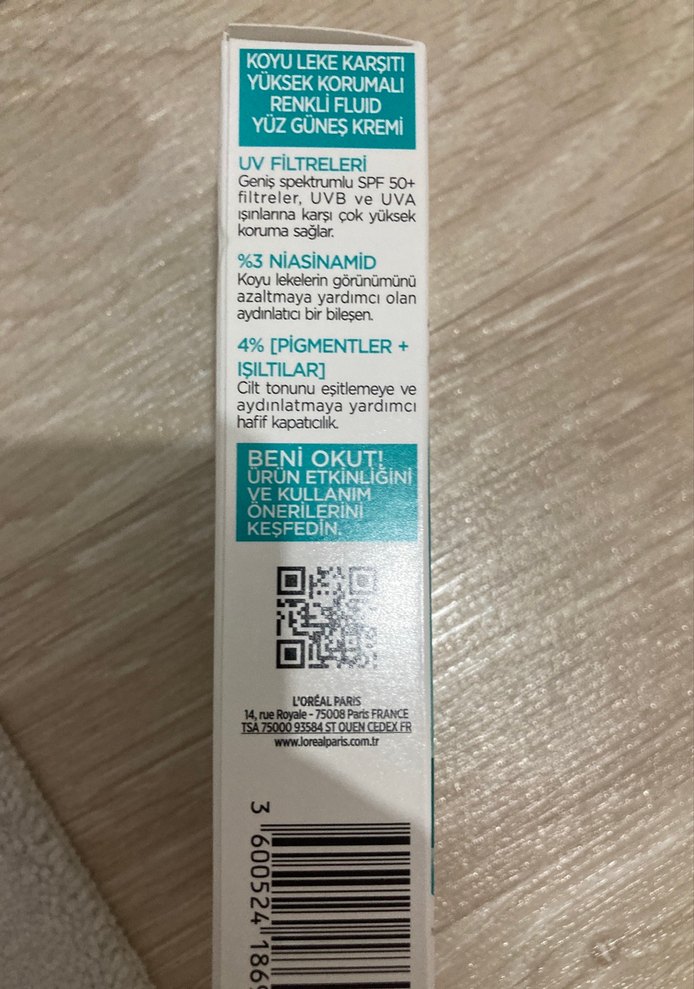 KOYU LEKE KARŞITI
YÜKSEK KORUMALI
RENKLİ FLUID
YÜZ GÜNEŞ KREMİ
UV FİLTRELERİ
Geniş spektrumlu SPF 50+
filtreler, UVB ve UVA
ışınlarına karşı çok yüksek
koruma sağlar.
%3 NİASİNAMİD
Koyu lekelerin görünümünü
azaltmaya yardımcı olan
aydınlatıcı bir bileşen.
4% [PİGMENTLER +
IŞILTILAR]
Cilt tonunu eşitlemeye ve
aydınlatmaya yardımcı
hafif kapatıcılık.
BENİ OKUT!
ÜRÜN ETKİNLİĞİNİ
VE KULLANIM
ÖNERİLERİNİ
KEŞFEDİN.
L'ORÉAL PARIS
14, rue Royale - 75008 Paris FRANCE
TSA 75000 93584 ST OUEN CEDEX FR
www.lorealparis.com.tr
3 600524 186